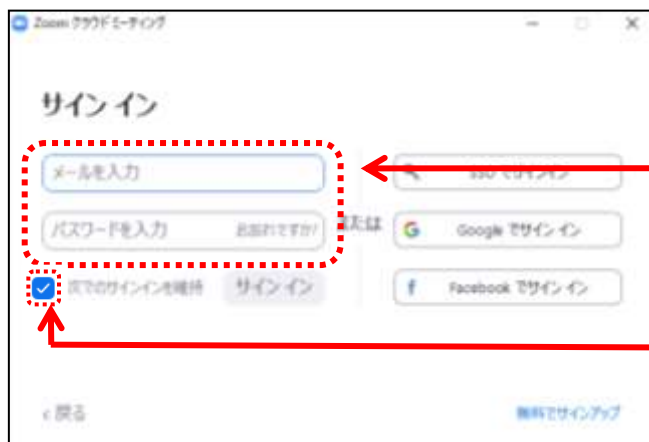 Zoom クラウドミーティング
サインイン
メールを入力
SSO でサインイン
パスワードを入力 お忘れですか?
または
Google でサインイン
次でのサインインを維持 サインイン
Facebook でサインイン
< 戻る
無料でサインアップ